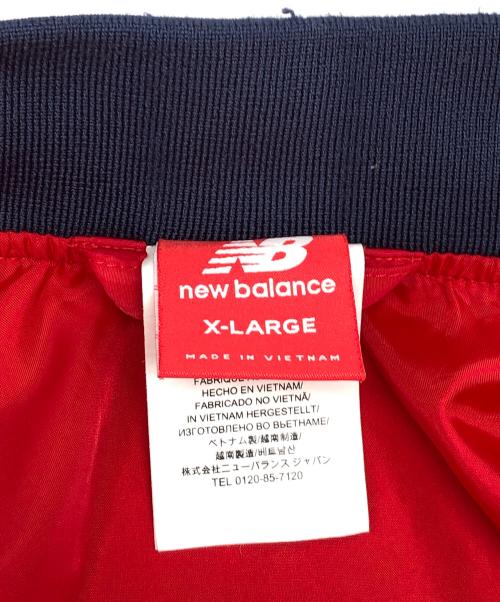 NB
new balance
X-LARGE
MADE IN VIETNAM
HECHO EN VIETNAM/
FABRICADO NO VIETNÃ/
IN VIETNAM HERGESTELLT/
ИЗГОТОВЛЕНО ВО ВЬЕТНАМЕ/
ベトナム製/越南制造/
越南製造/베트남산
株式会社ニューバランス ジャパン
TEL 0120-85-7120